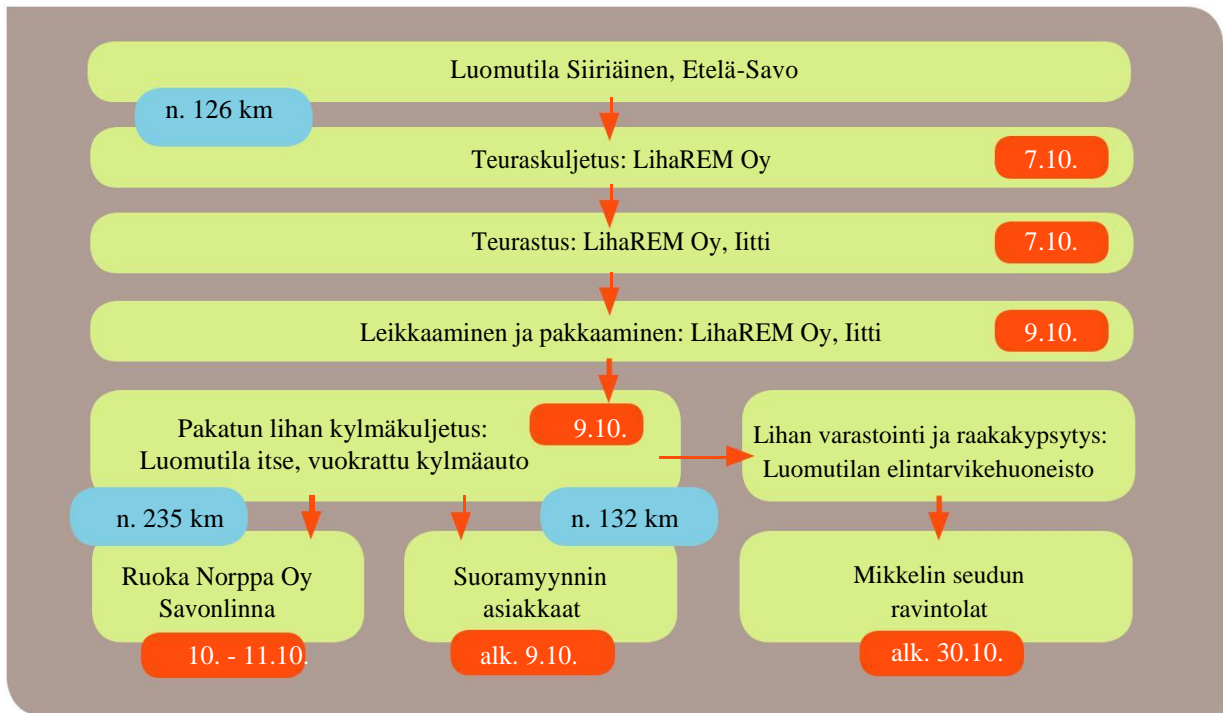 Luomutila Siiriäinen, Etelä-Savo
n. 126 km
Teuraskuljetus: LihaREM Oy
7.10.
Teurastus: LihaREM Oy, Iitti
7.10.
Leikkaaminen ja pakkaaminen: LihaREM Oy, Iitti
9.10.
Pakatun lihan kylmäkuljetus:
Luomutila itse, vuokrattu kylmäauto
9.10.
Lihan varastointi ja raakakypsytys:
Luomutilan elintarvikehuoneisto
n. 235 km
n. 132 km
Ruoka Norppa Oy
Savonlinna
10. - 11.10.
Suoramyynnin
asiakkaat
alk. 9.10.
Mikkelin seudun
ravintolat
alk. 30.10.